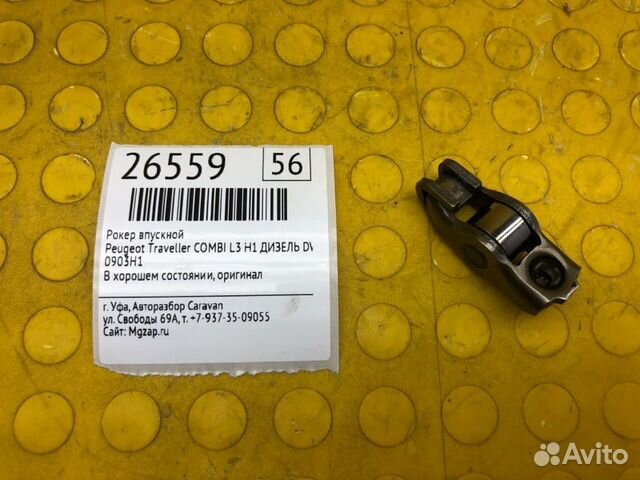 26559 56
Рокер впускной
Peugeot Traveller COMBI L3 H1 ДИЗЕЛЬ DV
0903H1
В хорошем состоянии, оригинал
г. Уфа, Авторазбор Caravan
ул. Свободы 69А, т. +7-937-35-09055
Сайт: Mgzap.ru
Avito